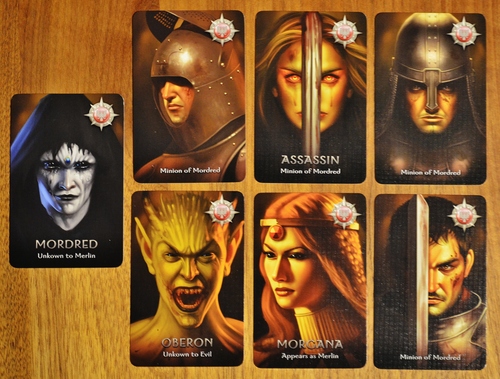 MORDRED
Unkown to Merlin
Minion of Mordred
ASSASSIN
Minion of Mordred
Minion of Mordred
OBERON
Unkown to Evil
MORGANA
Appears as Merlin
Minion of Mordred